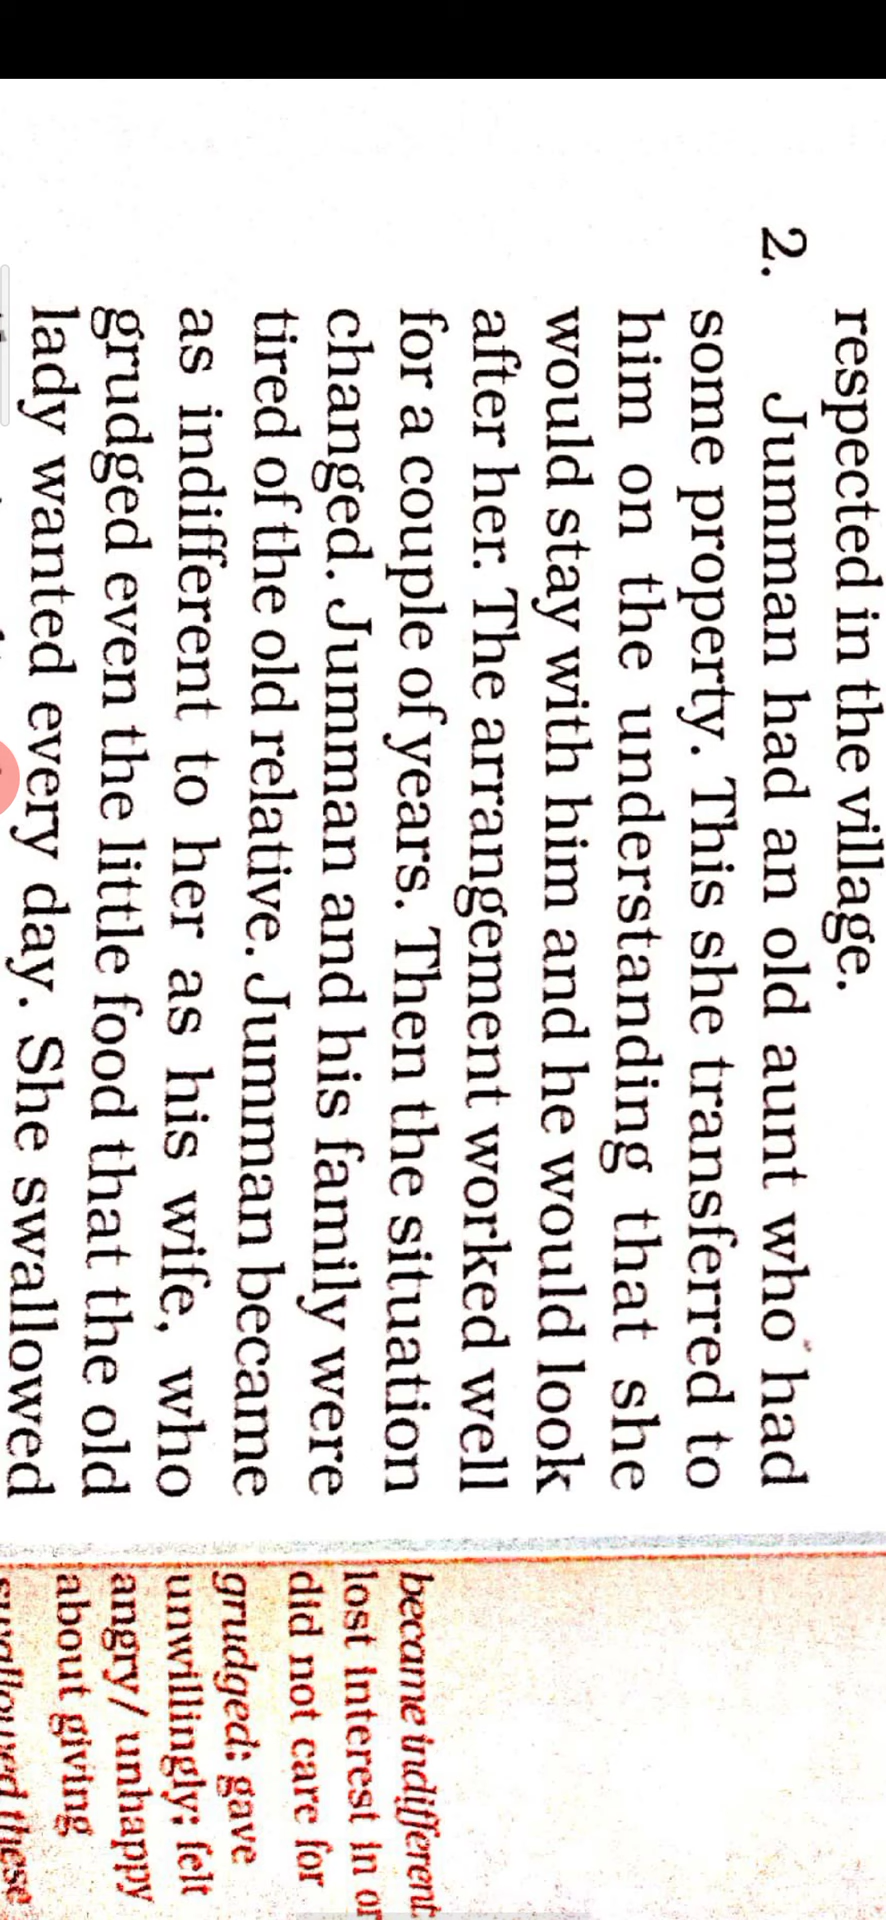 respected in the village.
2. Jumman had an old aunt who had
some property. This she transferred to
him on the understanding that she
would stay with him and he would look
after her. The arrangement worked well
for a couple of years. Then the situation
changed. Jumman and his family were
tired of the old relative. Jumman became
as indifferent to her as his wife, who
grudged even the little food that the old
lady wanted every day. She swallowed
became indifferent:
lost interest in or
did not care for
grudged: gave
unwillingly; felt
angry/ unhappy
about giving
swallowed these